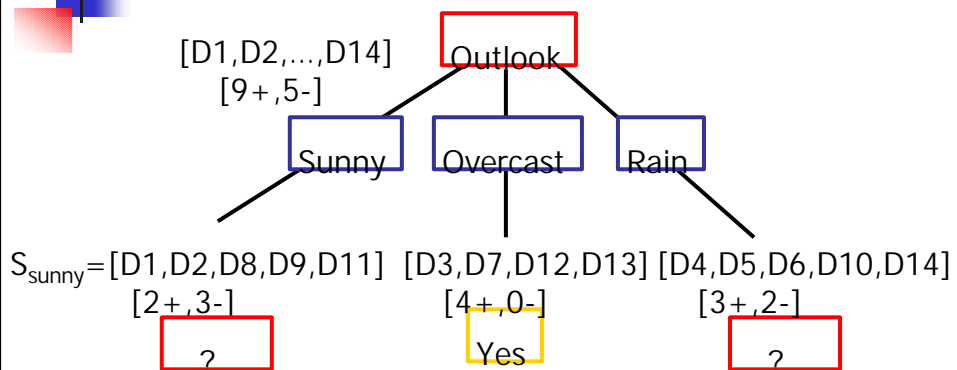 [D1,D2,...,D14] Outlook
[9+,5-]
Sunny Overcast Rain
Ssunny=[D1,D2,D8,D9,D11] [D3,D7,D12,D13] [D4,D5,D6,D10,D14]
[2+,3-] [4+,0-] [3+,2-]
? Yes ?